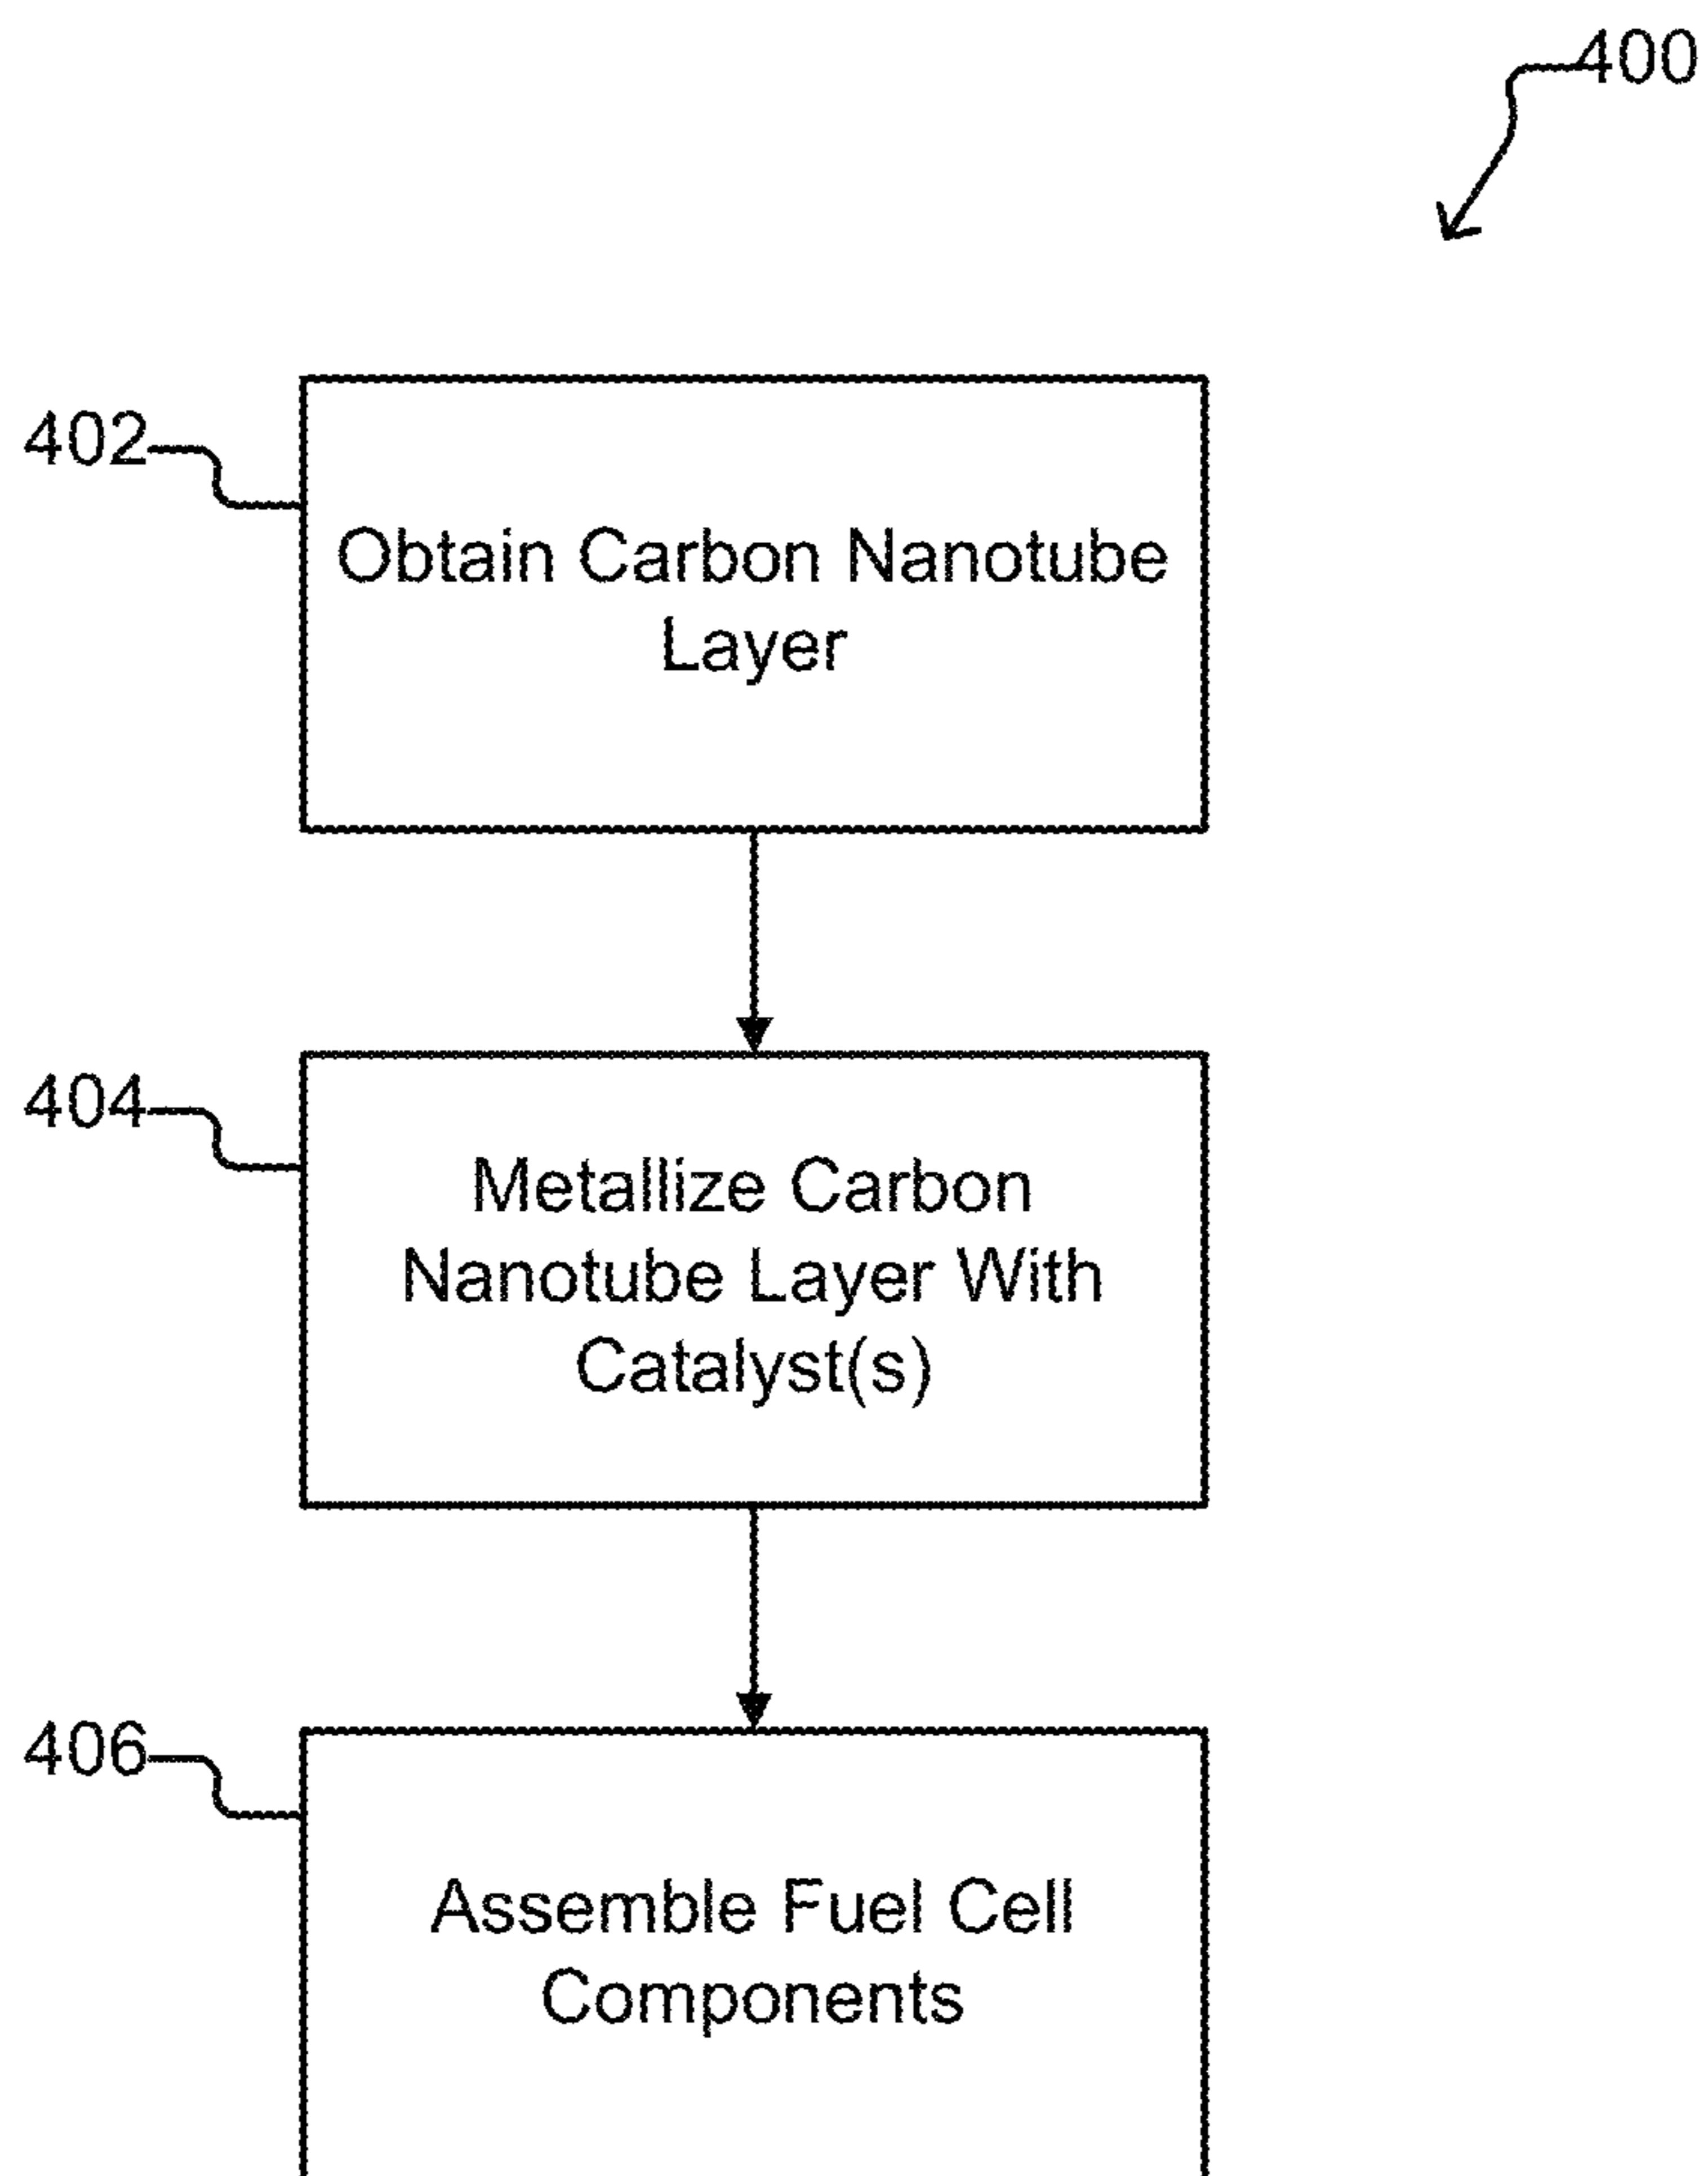 400
402
Obtain Carbon Nanotube
Layer
404
Metallize Carbon
Nanotube Layer With
Catalyst(s)
406
Assemble Fuel Cell
Components